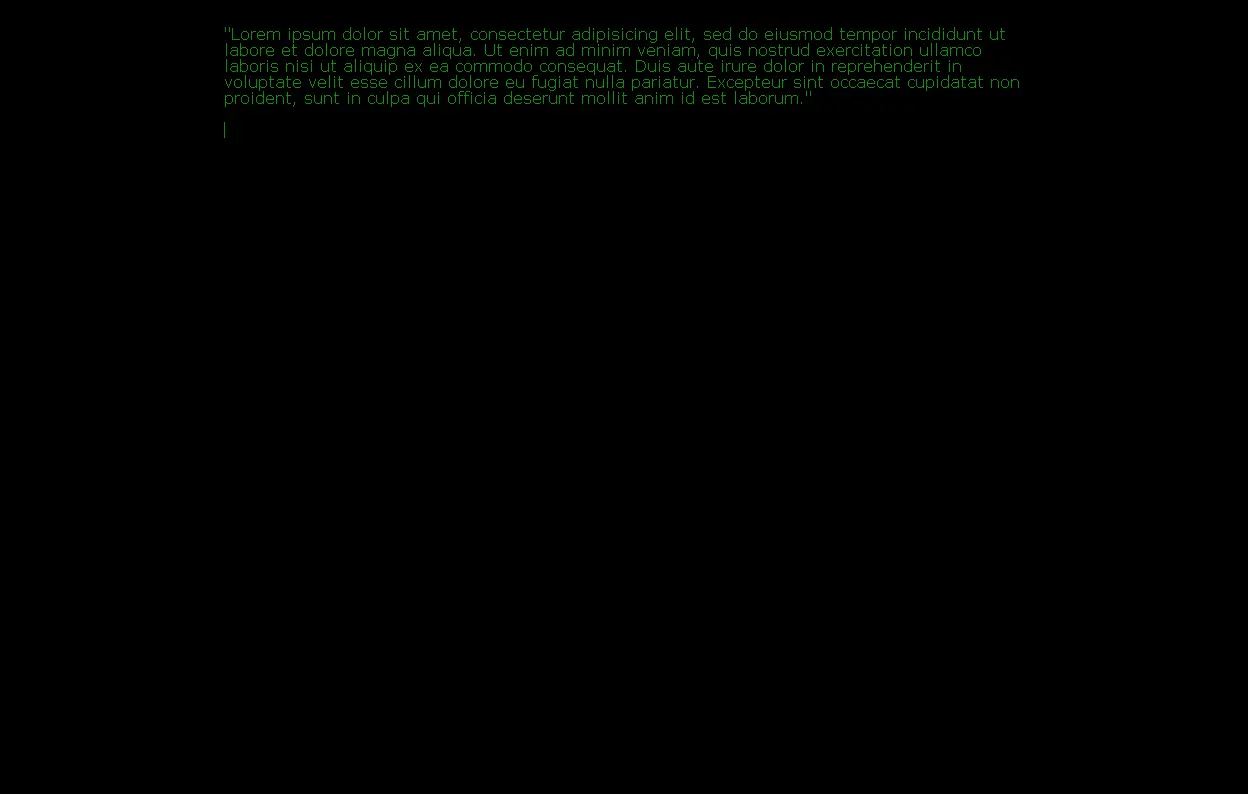 "Lorem ipsum dolor sit amet, consectetur adipisicing elit, sed do eiusmod tempor incididunt ut
labore et dolore magna aliqua. Ut enim ad minim veniam, quis nostrud exercitation ullamco
laboris nisi ut aliquip ex ea commodo consequat. Duis aute irure dolor in reprehenderit in
voluptate velit esse cillum dolore eu fugiat nulla pariatur. Excepteur sint occaecat cupidatat non
proident, sunt in culpa qui officia deserunt mollit anim id est laborum."